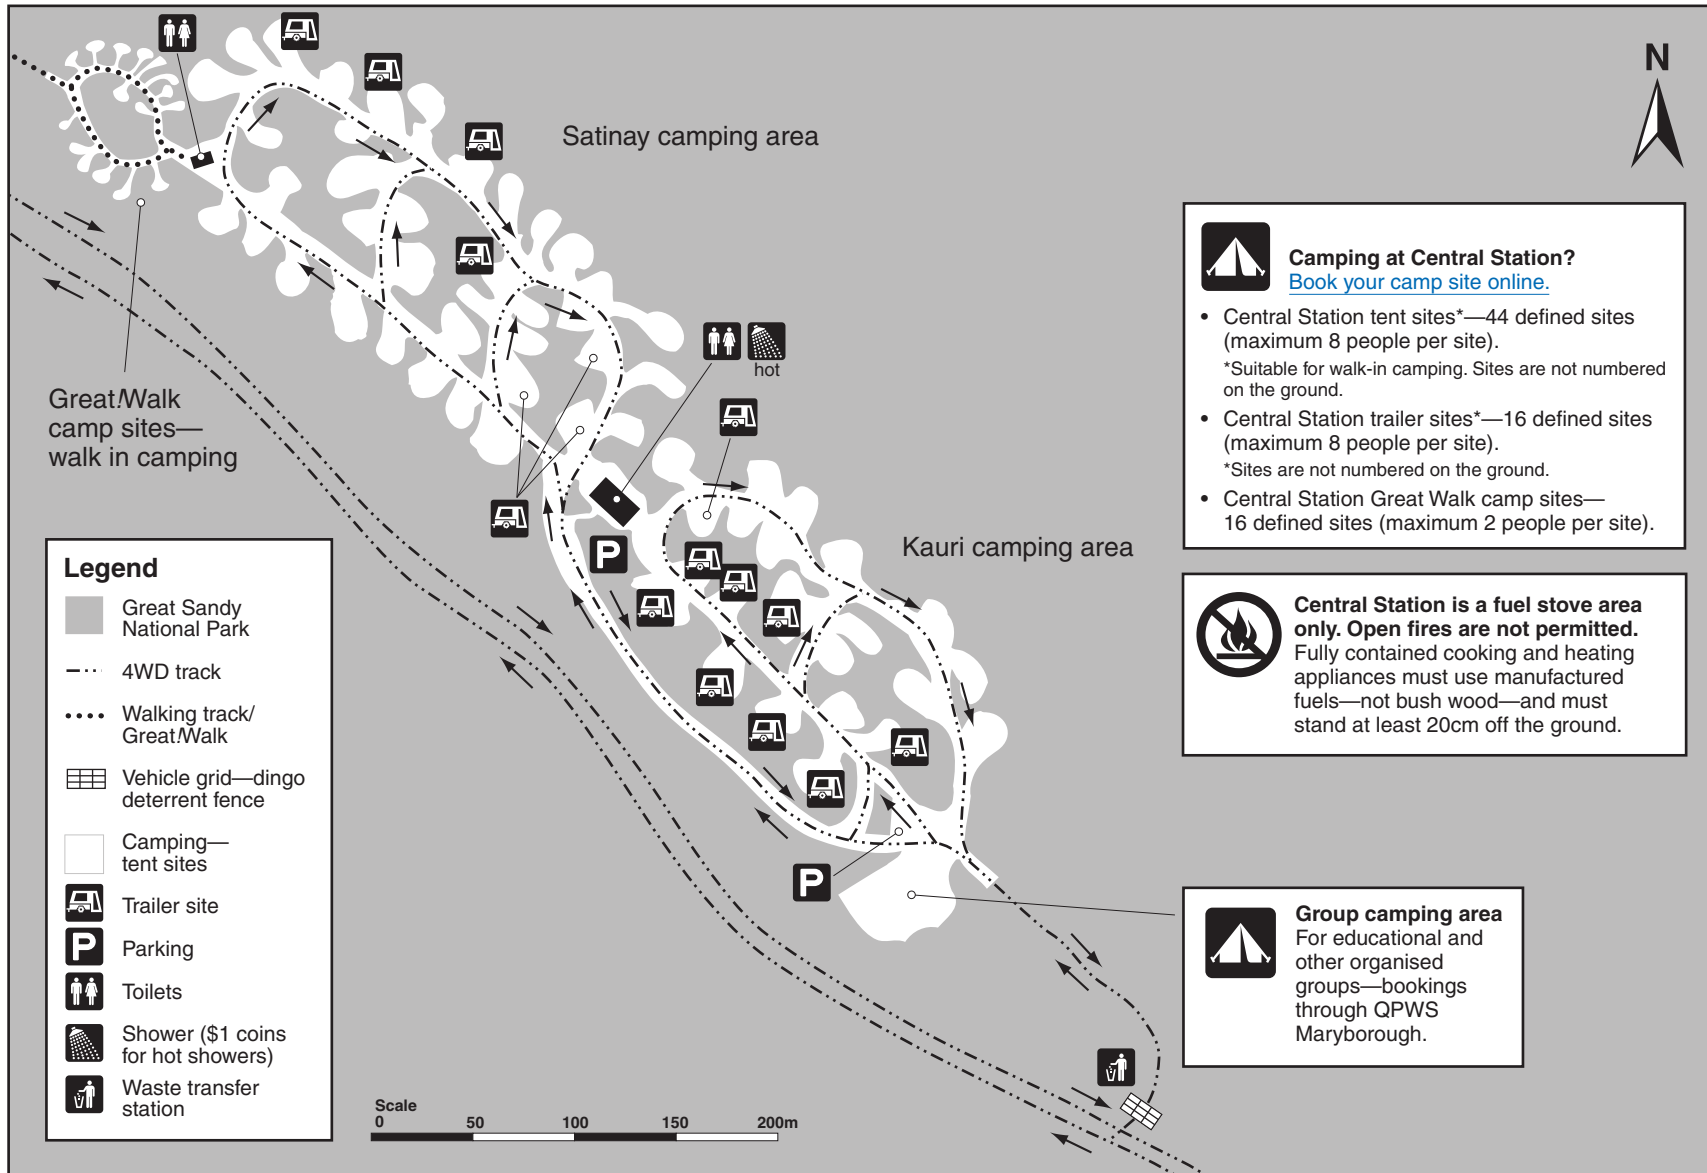 N
Satinay camping area
hot
Great Walk
camp sites—
walk in camping
Kauri camping area
P
P
Camping at Central Station?
Book your camp site online.
• Central Station tent sites*—44 defined sites
(maximum 8 people per site).
*Suitable for walk-in camping. Sites are not numbered
on the ground.
• Central Station trailer sites*—16 defined sites
(maximum 8 people per site).
*Sites are not numbered on the ground.
• Central Station Great Walk camp sites—
16 defined sites (maximum 2 people per site).
Central Station is a fuel stove area
only. Open fires are not permitted.
Fully contained cooking and heating
appliances must use manufactured
fuels—not bush wood—and must
stand at least 20cm off the ground.
Group camping area
For educational and
other organised
groups—bookings
through QPWS
Maryborough.
Legend
Great Sandy
National Park
4WD track
Walking track/
Great Walk
Vehicle grid—dingo
deterrent fence
Camping—
tent sites
Trailer site
P Parking
Toilets
Shower ($1 coins
for hot showers)
Waste transfer
station
Scale
0 50 100 150 200m